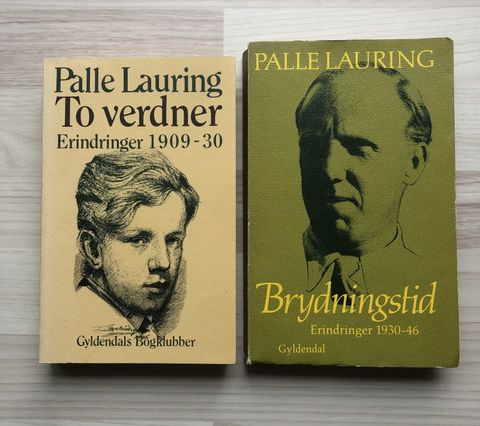 Palle Lauring
To verdner
Erindringer 1909-30
Gyldendals Bogklubber
PALLE LAURING
Brydningstid
Erindringer 1930-46
Gyldendal